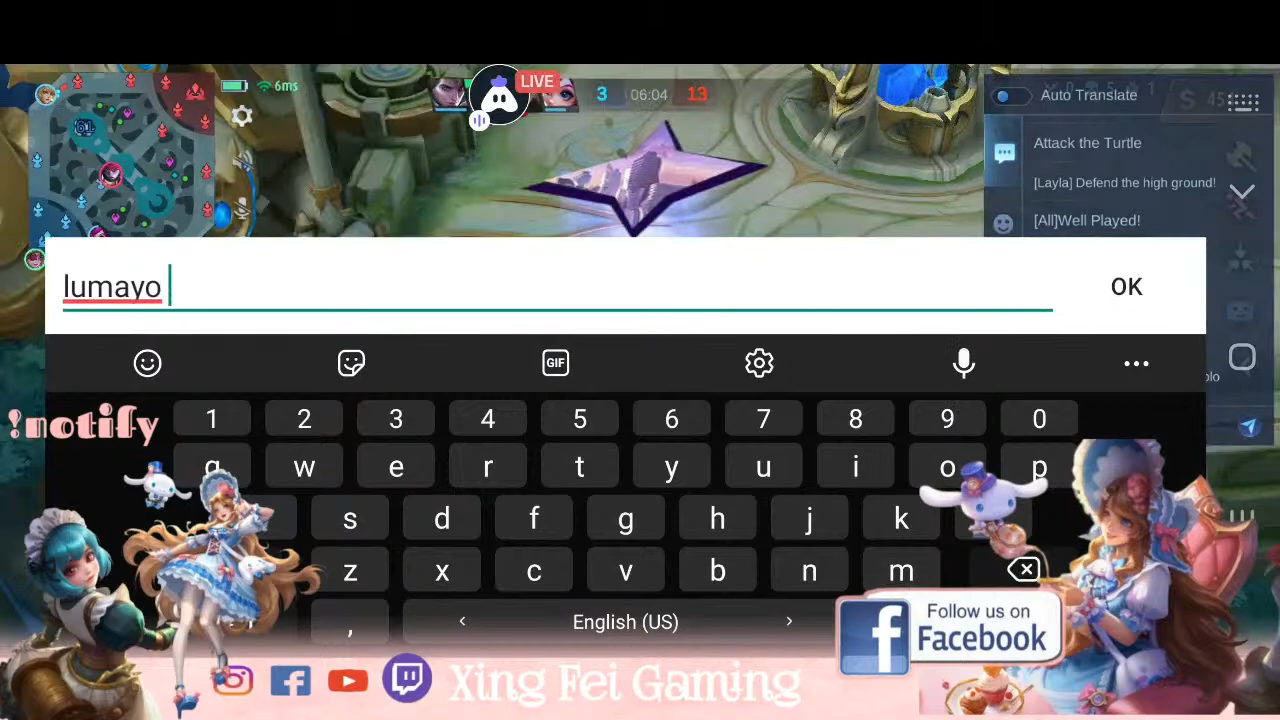 6ms
LIVE
3 06:04 13
Auto Translate
Attack the Turtle
[Layla] Defend the high ground!
[All]Well Played!
lumayo
OK
GIF
!notify
1 2 3 4 5 6 7 8 9 0
q w e r t y u i o p
s d f g h j k
z x c v b n m
, < English (US) >
Follow us on
Facebook
Xing Fei Gaming